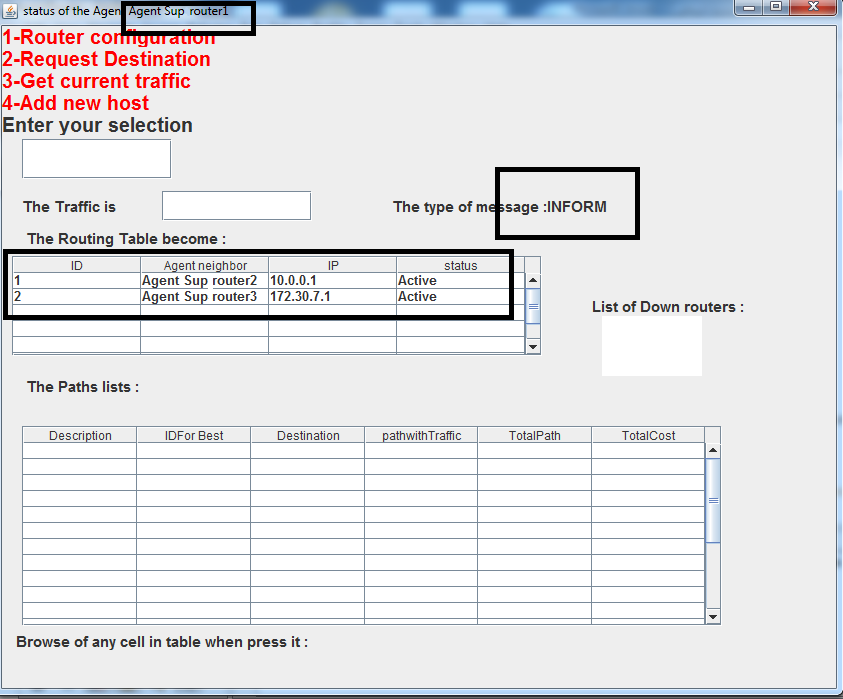 status of the Agent Agent Sup router1
1-Router configuration
2-Request Destination
3-Get current traffic
4-Add new host
Enter your selection
The Traffic is
The type of message :INFORM
The Routing Table become :
ID Agent neighbor IP status
1 Agent Sup router2 10.0.0.1 Active
2 Agent Sup router3 172.30.7.1 Active
List of Down routers :
The Paths lists :
Description IDFor Best Destination pathwithTraffic TotalPath TotalCost
Browse of any cell in table when press it :